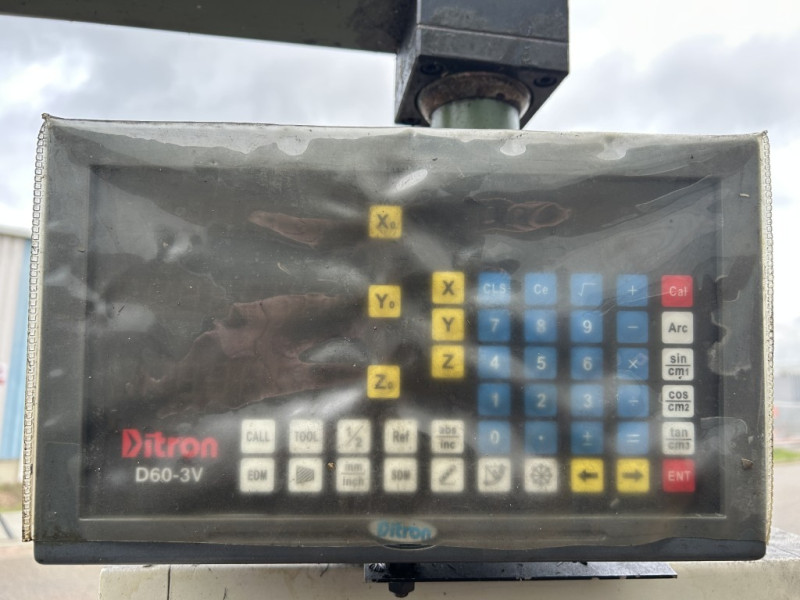 X₀
Y₀ X CLS Ce √ + Cal
Y 7 8 9 − Arc
Z₀ Z 4 5 6 × sin/cm1
1 2 3 ÷ cos/cm2
Ditron CALL TOOL 1/2 Ref abs/inc 0 . ± = tan/cm3
D60-3V EDM mm/inch SDM ← → ENT
Ditron